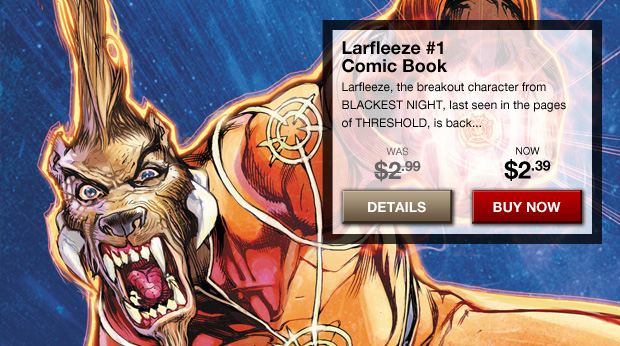 Larfleeze #1
Comic Book
Larfleeze, the breakout character from
BLACKEST NIGHT, last seen in the pages
of THRESHOLD, is back...
WAS NOW
$2.99 $2.39
DETAILS BUY NOW